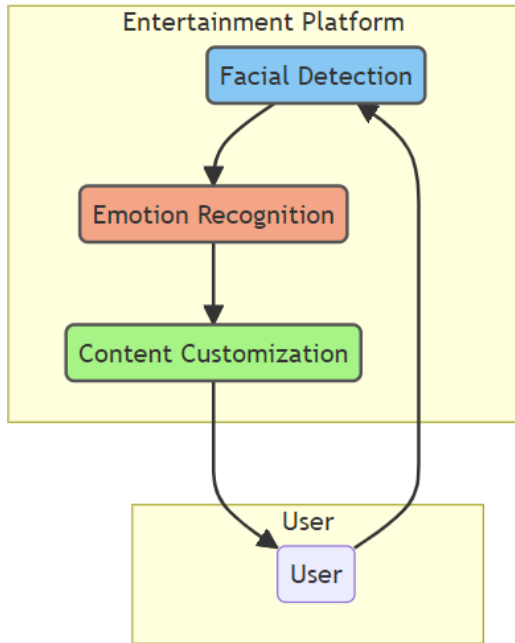 Entertainment Platform
Facial Detection
Emotion Recognition
Content Customization
User
User